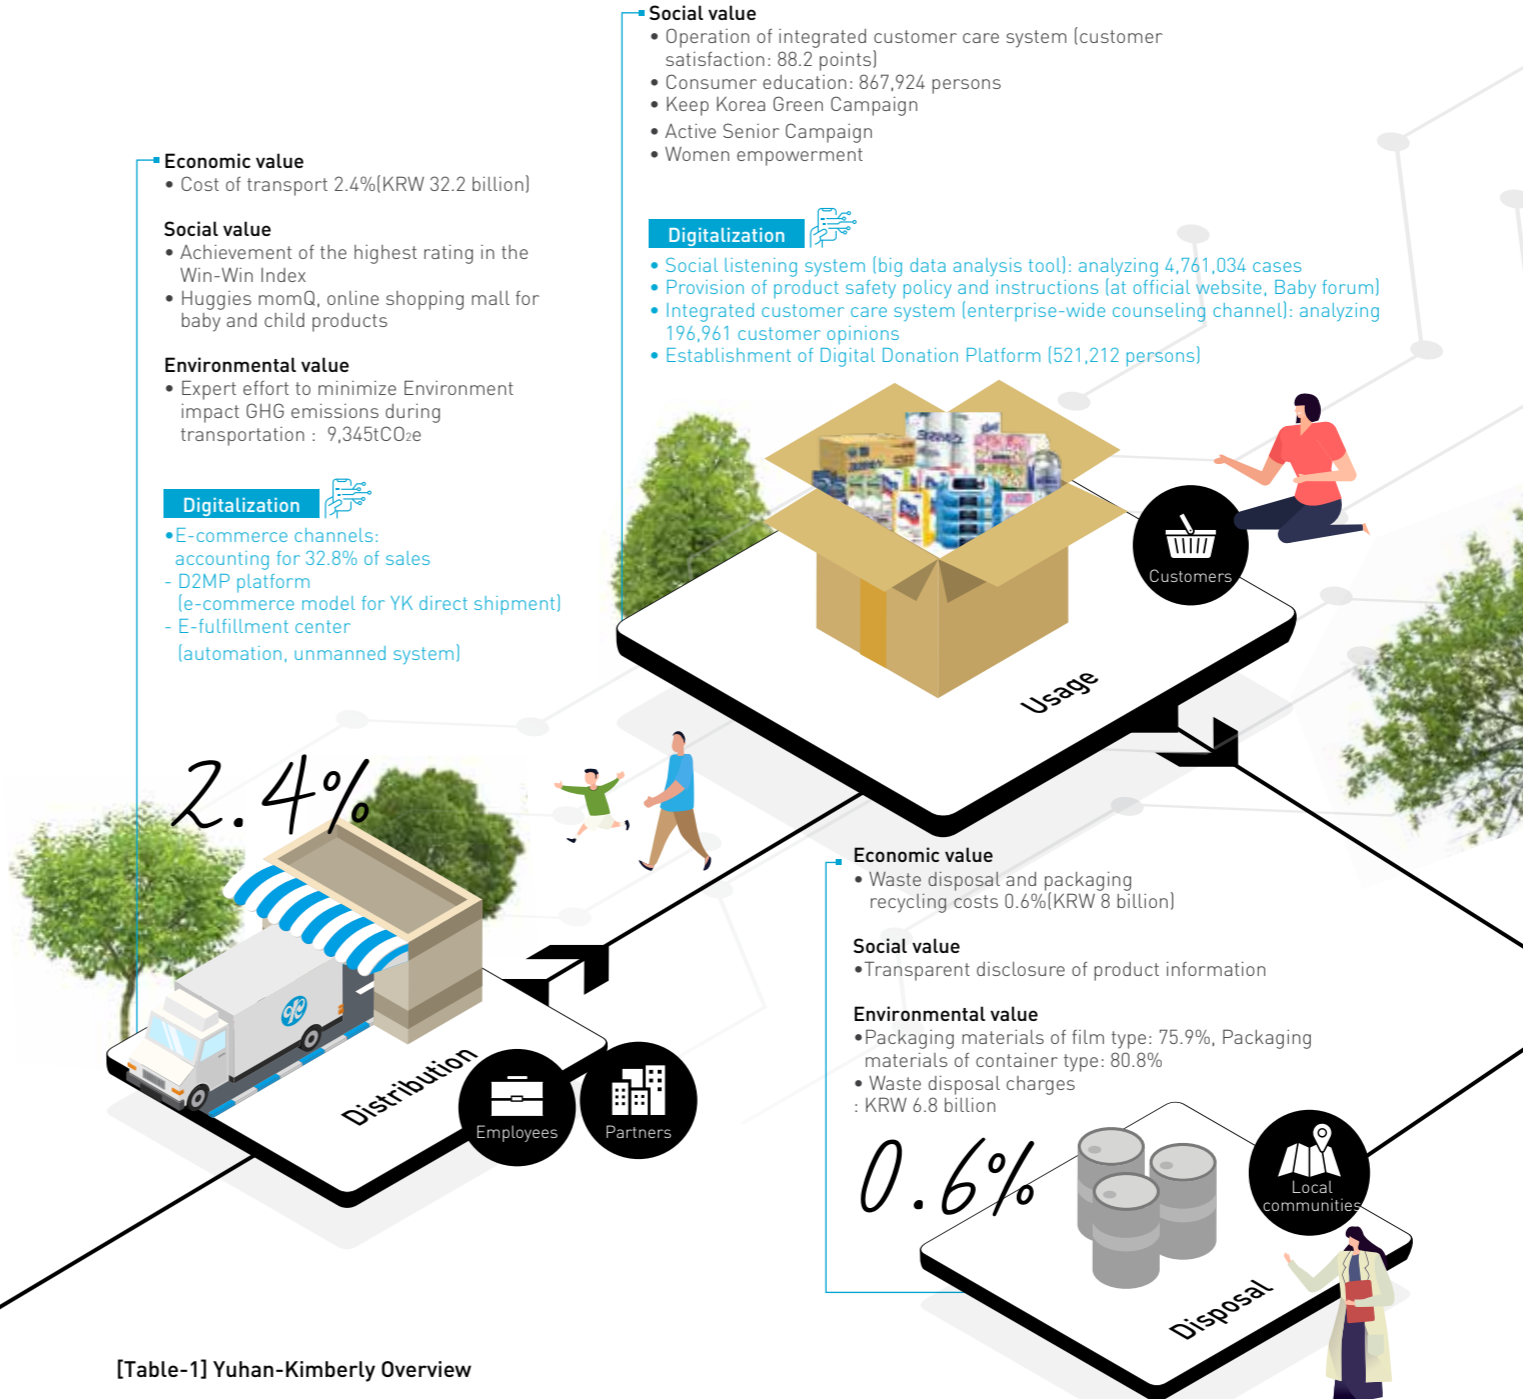 Social value
• Operation of integrated customer care system (customer
satisfaction: 88.2 points)
• Consumer education: 867,924 persons
• Keep Korea Green Campaign
• Active Senior Campaign
• Women empowerment
Digitalization
• Social listening system (big data analysis tool): analyzing 4,761,034 cases
• Provision of product safety policy and instructions (at official website, Baby forum)
• Integrated customer care system (enterprise-wide counseling channel): analyzing
196,961 customer opinions
• Establishment of Digital Donation Platform (521,212 persons)
Economic value
• Cost of transport 2.4%(KRW 32.2 billion)
Social value
• Achievement of the highest rating in the
Win-Win Index
• Huggies momQ, online shopping mall for
baby and child products
Environmental value
• Expert effort to minimize Environment
impact GHG emissions during
transportation : 9,345tCO₂e
Digitalization
•E-commerce channels:
accounting for 32.8% of sales
- D2MP platform
(e-commerce model for YK direct shipment)
- E-fulfillment center
(automation, unmanned system)
Customers
Usage
2.4%
Distribution
Employees
Partners
Economic value
• Waste disposal and packaging
recycling costs 0.6%(KRW 8 billion)
Social value
•Transparent disclosure of product information
Environmental value
•Packaging materials of film type: 75.9%, Packaging
materials of container type: 80.8%
• Waste disposal charges
: KRW 6.8 billion
0.6%
Local
communities
Disposal
[Table-1] Yuhan-Kimberly Overview